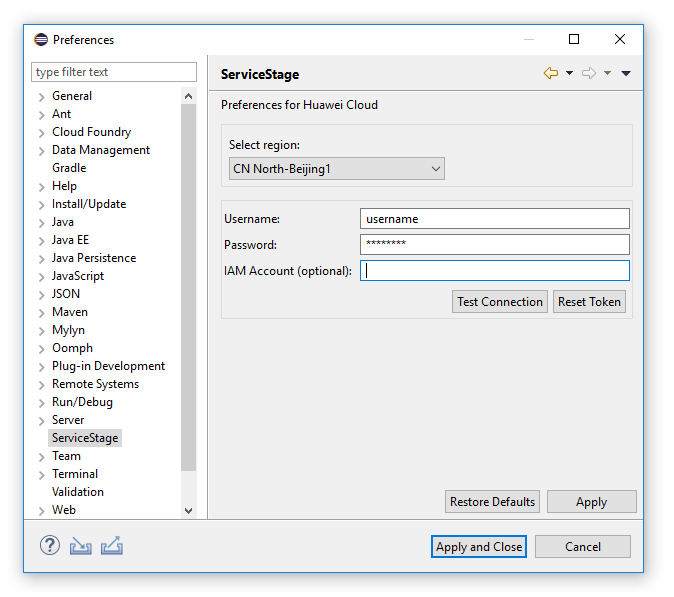 Preferences
type filter text
General
Ant
Cloud Foundry
Data Management
Gradle
Help
Install/Update
Java
Java EE
Java Persistence
JavaScript
JSON
Maven
Mylyn
Oomph
Plug-in Development
Remote Systems
Run/Debug
Server
ServiceStage
Team
Terminal
Validation
Web
ServiceStage
Preferences for Huawei Cloud
Select region:
CN North-Beijing1
Username: username
Password: ********
IAM Account (optional):
Test Connection Reset Token
Restore Defaults Apply
? Apply and Close Cancel